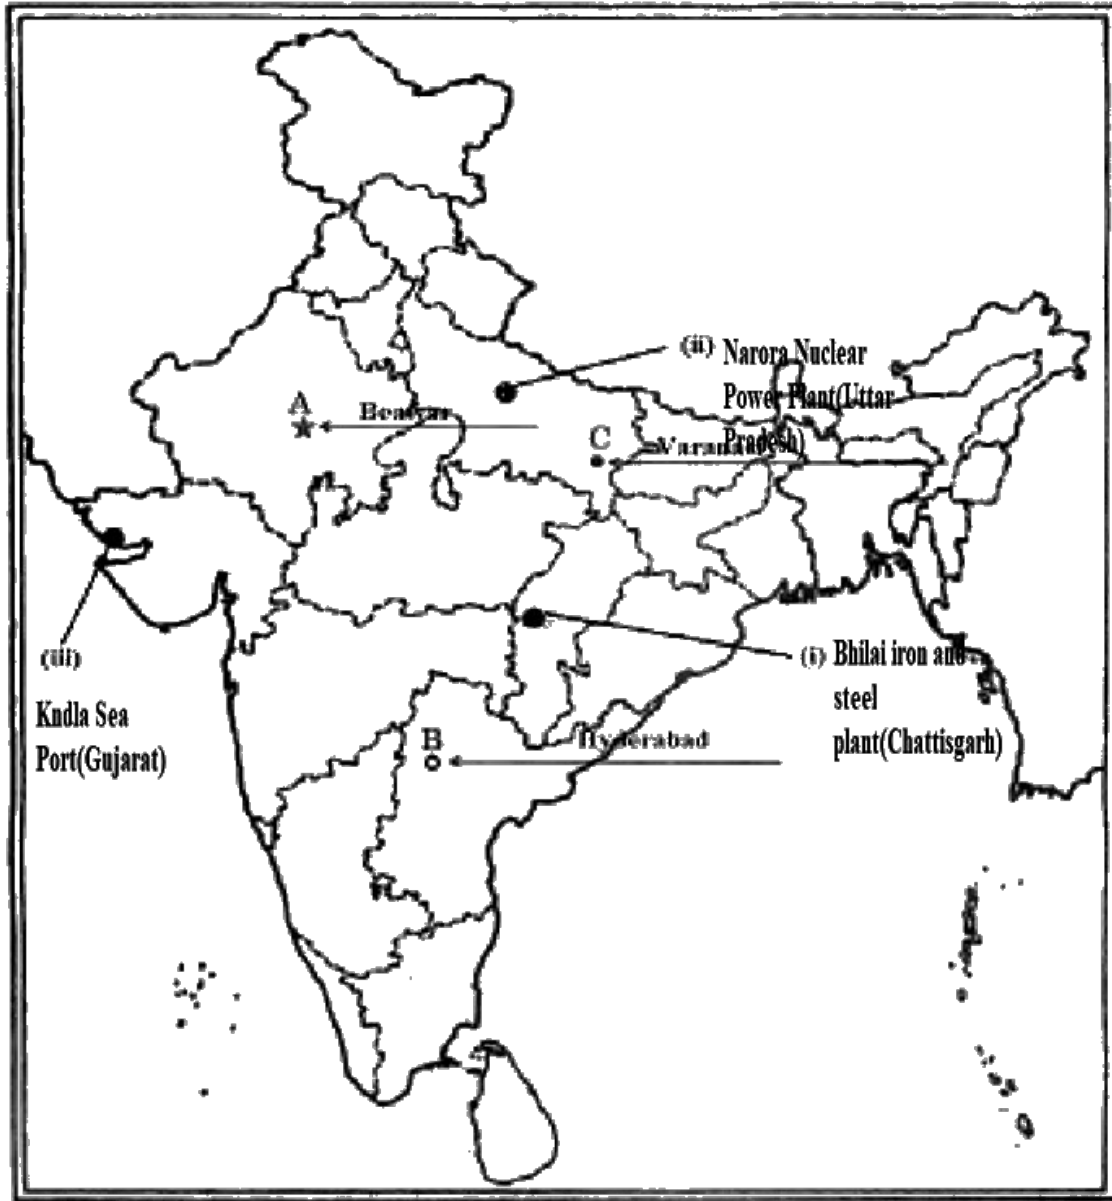 (ii) Narora Nuclear
Power Plant(Uttar
Pradesh)
A
Beawar
C
(iii)
Kndla Sea
Port(Gujarat)
(i) Bhilai iron and
steel
plant(Chattisgarh)
B
Hyderabad